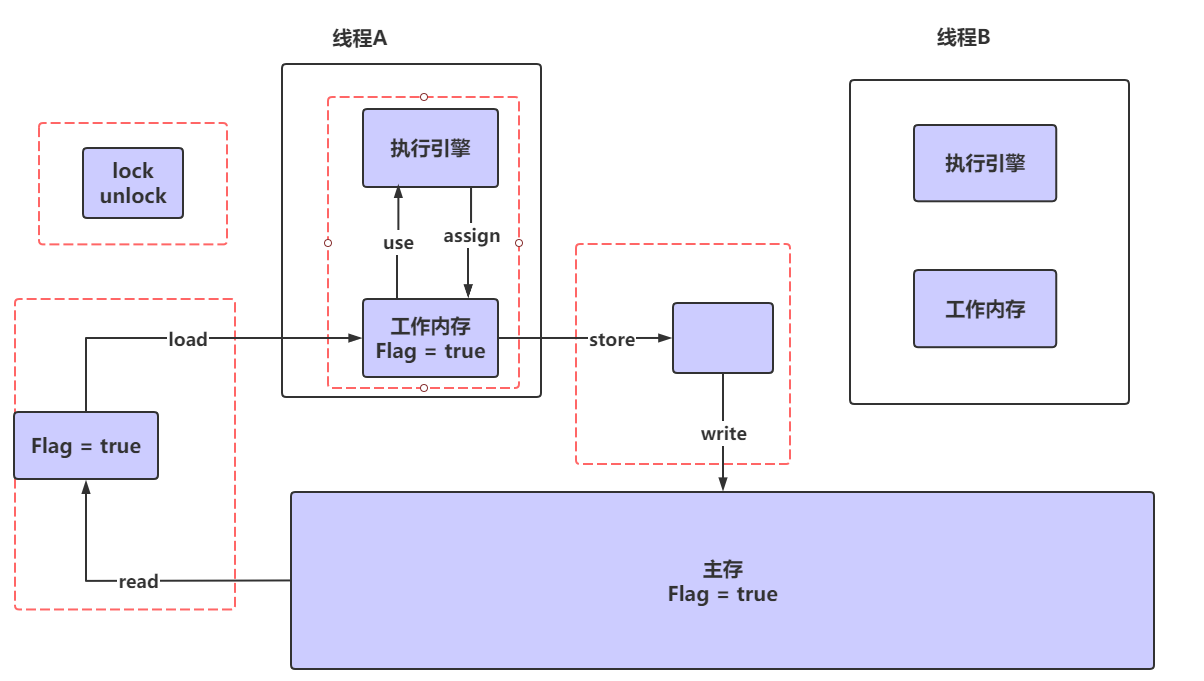 线程A
线程B
lock
unlock
执行引擎
use
assign
工作内存
Flag = true
执行引擎
工作内存
load
store
Flag = true
write
read
主存
Flag = true